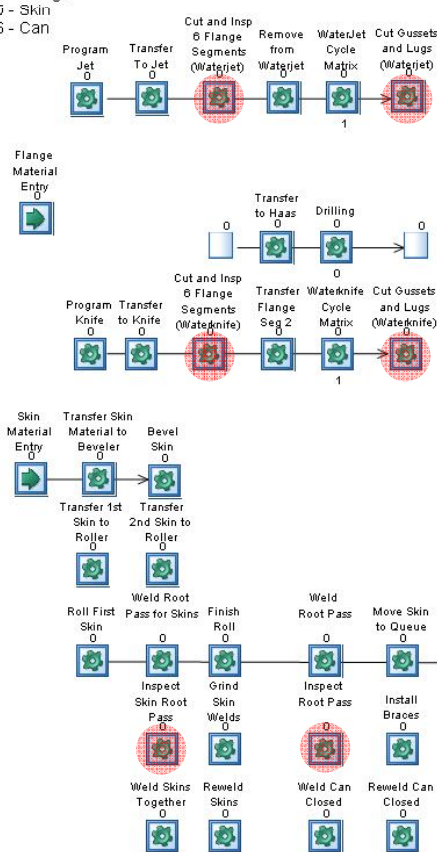 5 - Skin
6 - Can
Program
Jet
0
Transfer
To Jet
0
Cut and Insp
6 Flange
Segments
(Waterjet)
0
Remove
from
Waterjet
0
WaterJet
Cycle
Matrix
0
1
Cut Gussets
and Lugs
(Waterjet)
0
Flange
Material
Entry
0
0
Transfer
to Haas
0
Drilling
0
0
0
Program
Knife
0
Transfer
to Knife
0
Cut and Insp
6 Flange
Segments
(Waterknife)
0
Transfer
Flange
Seg 2
0
Waterknife
Cycle
Matrix
0
1
Cut Gussets
and Lugs
(Waterknife)
0
Skin
Material
Entry
0
Transfer Skin
Material to
Beveler
0
Bevel
Skin
0
Transfer 1st
Skin to
Roller
0
Transfer
2nd Skin to
Roller
0
Roll First
Skin
0
Weld Root
Pass for Skins
0
Finish
Roll
0
Weld
Root Pass
0
Move Skin
to Queue
0
Inspect
Skin Root
Pass
0
Grind
Skin
Welds
0
Inspect
Root Pass
0
Install
Braces
0
Weld Skins
Together
0
Reweld
Skins
0
Weld Can
Closed
0
Reweld Can
Closed
0